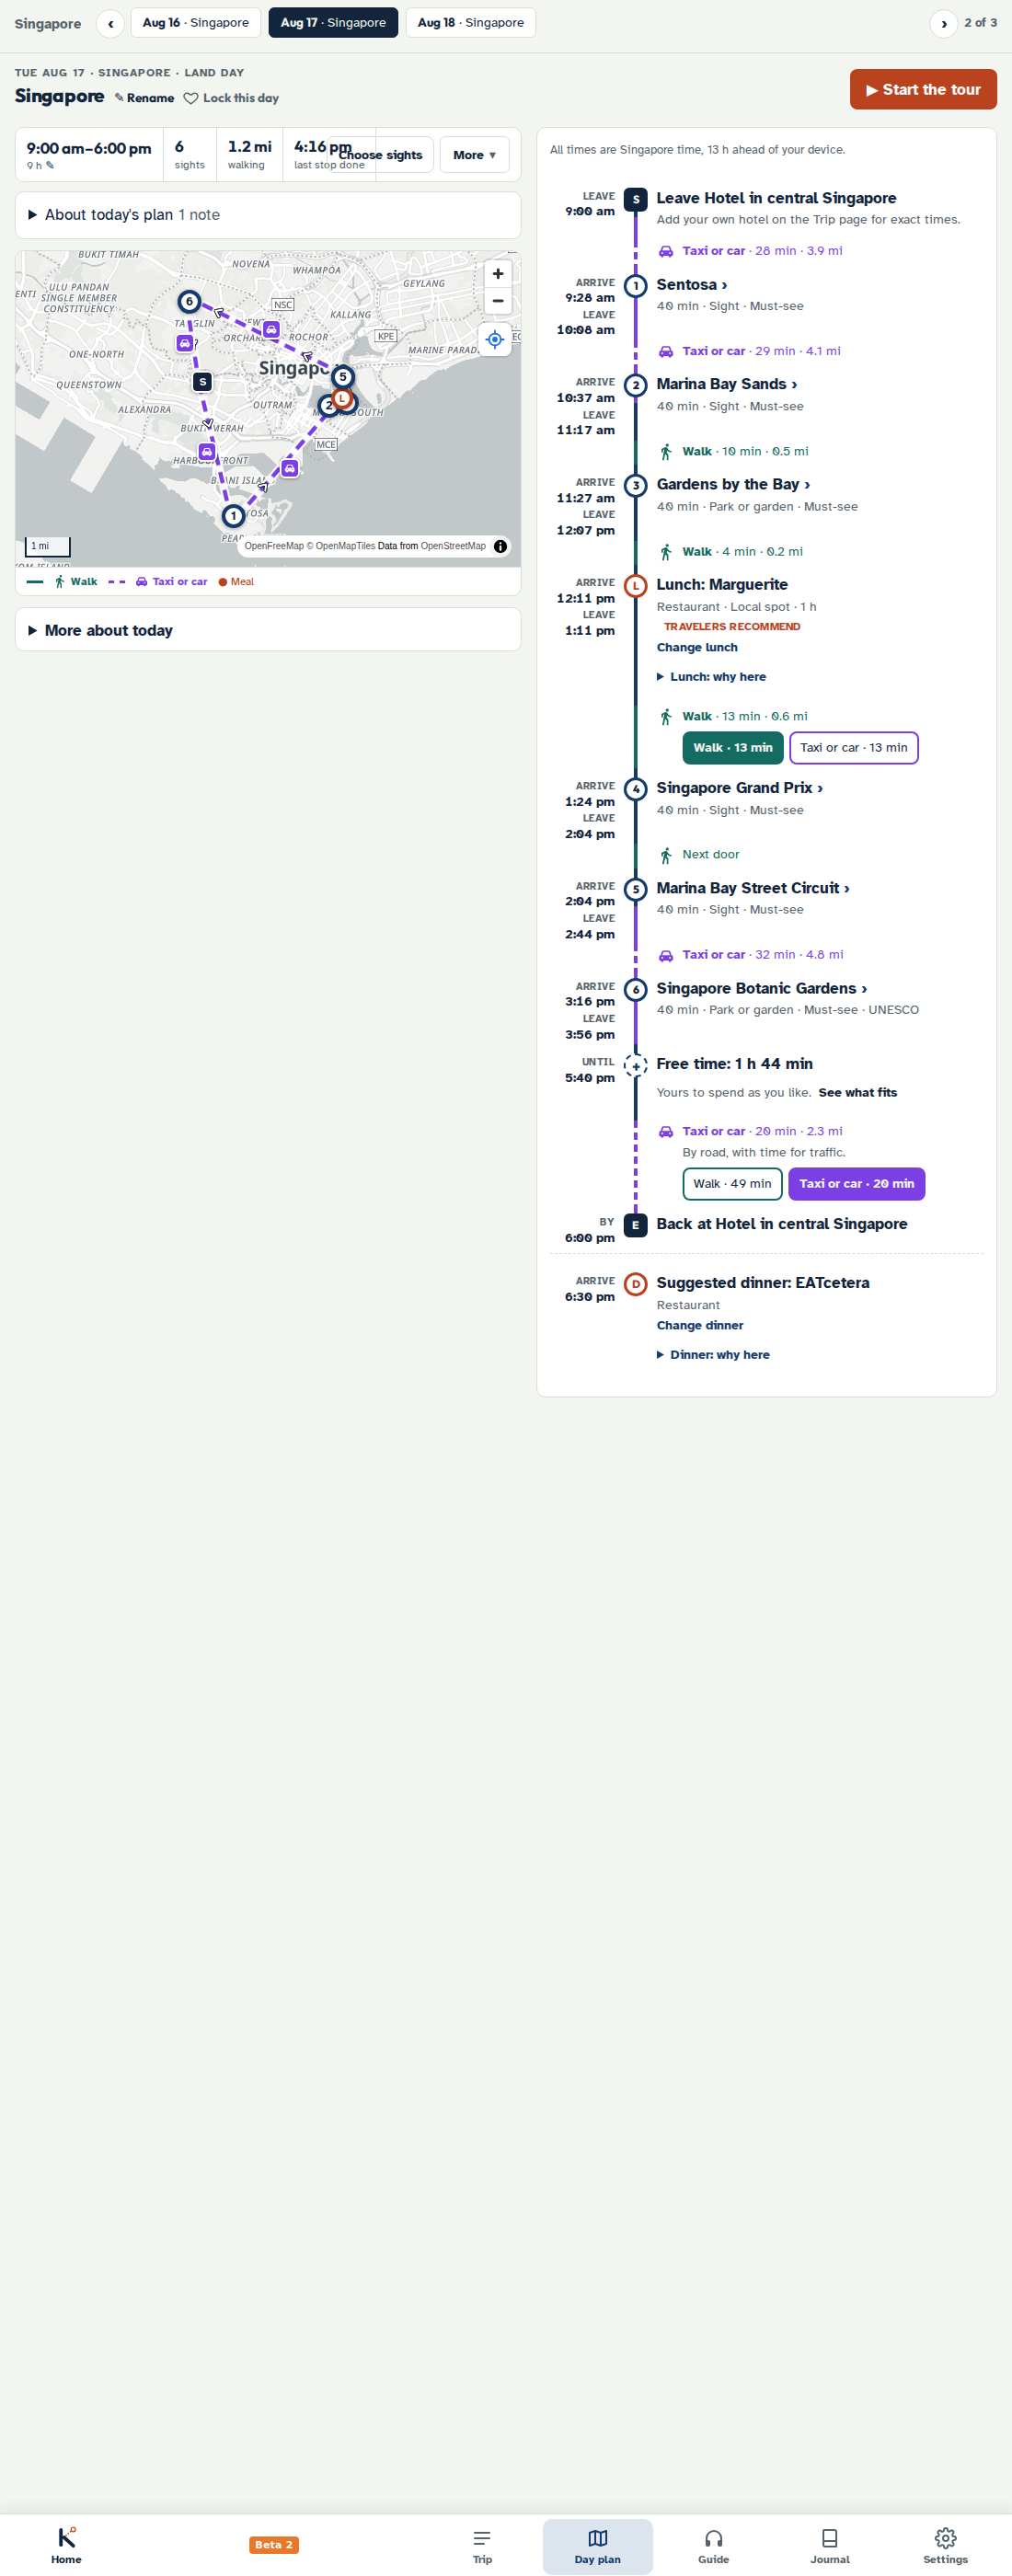 Singapore
‹
Aug 16 · Singapore
Aug 17 · Singapore
Aug 18 · Singapore
›
2 of 3
TUE AUG 17 · SINGAPORE · LAND DAY
Singapore ✎ Rename Lock this day
▶ Start the tour
9:00 am–6:00 pm
9 h ✎
6
sights
1.2 mi
walking
4:16 pm
last stop done
Choose sights
More ▾
▶ About today's plan 1 note
BUKIT TIMAH
NOVENA
WHAMPOA
GEYLANG
ULU PANDAN
SINGLE MEMBER
CONSTITUENCY
ENTI
6
NSC
KALLANG
TANGLIN
ROCHOR
KPE
MARINE PARAD
ONE-NORTH
S
5
QUEENSTOWN
ALEXANDRA
OUTRAM
2
L
BUKIT MERAH
MCE
1
+
−
1 mi
OpenFreeMap © OpenMapTiles Data from OpenStreetMap
Walk Taxi or car Meal
▶ More about today
All times are Singapore time, 13 h ahead of your device.
LEAVE
9:00 am
S
Leave Hotel in central Singapore
Add your own hotel on the Trip page for exact times.
Taxi or car · 28 min · 3.9 mi
ARRIVE
9:28 am
LEAVE
10:08 am
1
Sentosa ›
40 min · Sight · Must-see
Taxi or car · 29 min · 4.1 mi
ARRIVE
10:37 am
LEAVE
11:17 am
2
Marina Bay Sands ›
40 min · Sight · Must-see
Walk · 10 min · 0.5 mi
ARRIVE
11:27 am
LEAVE
12:07 pm
3
Gardens by the Bay ›
40 min · Park or garden · Must-see
Walk · 4 min · 0.2 mi
ARRIVE
12:11 pm
LEAVE
1:11 pm
L
Lunch: Marguerite
Restaurant · Local spot · 1 h
TRAVELERS RECOMMEND
Change lunch
▶ Lunch: why here
Walk · 13 min · 0.6 mi
Walk · 13 min
Taxi or car · 13 min
ARRIVE
1:24 pm
LEAVE
2:04 pm
4
Singapore Grand Prix ›
40 min · Sight · Must-see
Next door
ARRIVE
2:04 pm
LEAVE
2:44 pm
5
Marina Bay Street Circuit ›
40 min · Sight · Must-see
Taxi or car · 32 min · 4.8 mi
ARRIVE
3:16 pm
LEAVE
3:56 pm
6
Singapore Botanic Gardens ›
40 min · Park or garden · Must-see · UNESCO
UNTIL
5:40 pm
+
Free time: 1 h 44 min
Yours to spend as you like. See what fits
Taxi or car · 20 min · 2.3 mi
By road, with time for traffic.
Walk · 49 min
Taxi or car · 20 min
BY
6:00 pm
E
Back at Hotel in central Singapore
ARRIVE
6:30 pm
D
Suggested dinner: EATcetera
Restaurant
Change dinner
▶ Dinner: why here
Home
Beta 2
Trip
Day plan
Guide
Journal
Settings